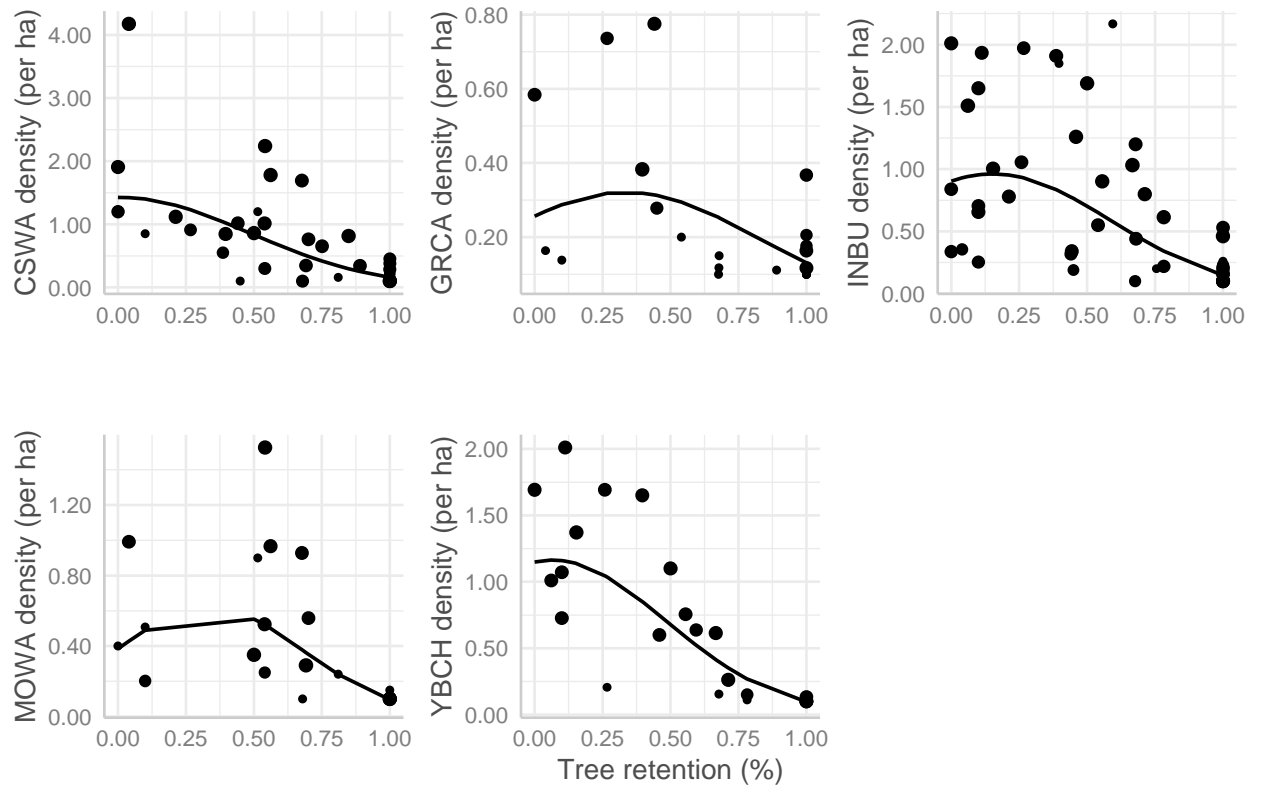 CSWA density (per ha)
4.00
3.00
2.00
1.00
0.00
0.00 0.25 0.50 0.75 1.00
GRCA density (per ha)
0.80
0.60
0.40
0.20
0.00 0.25 0.50 0.75 1.00
INBU density (per ha)
2.00
1.50
1.00
0.50
0.00
0.00 0.25 0.50 0.75 1.00
MOWA density (per ha)
1.20
0.80
0.40
0.00
0.00 0.25 0.50 0.75 1.00
YBCH density (per ha)
2.00
1.50
1.00
0.50
0.00
0.00 0.25 0.50 0.75 1.00
Tree retention (%)